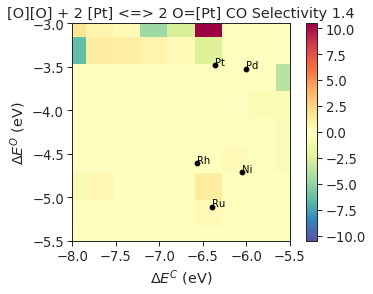 [O][O] + 2 [Pt] <=> 2 O=[Pt] CO Selectivity 1.4
−3.0
−3.5
−4.0
−4.5
−5.0
−5.5
ΔE^O (eV)
Pt
Pd
Rh
Ni
Ru
−8.0 −7.5 −7.0 −6.5 −6.0 −5.5
ΔE^C (eV)
10.0
7.5
5.0
2.5
0.0
−2.5
−5.0
−7.5
−10.0